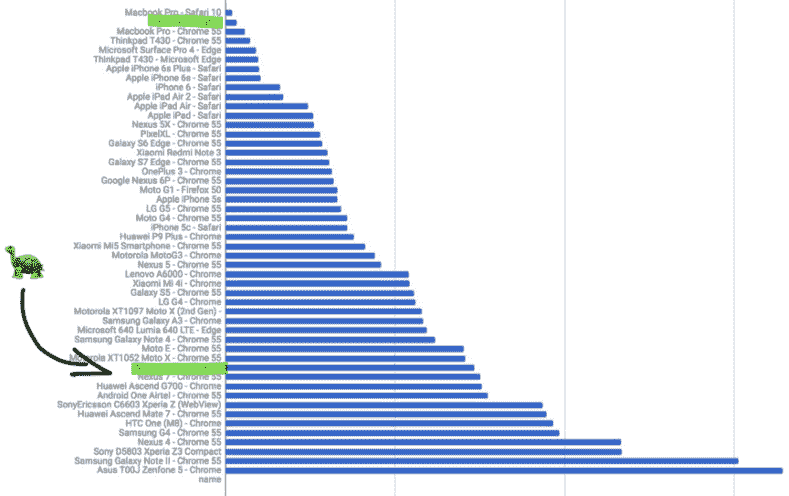 Macbook Pro - Safari 10
Macbook Pro - Chrome 55
Thinkpad T430 - Chrome 55
Microsoft Surface Pro 4 - Edge
Thinkpad T430 - Microsoft Edge
Apple iPhone 6s Plus - Safari
Apple iPhone 6s - Safari
iPhone 6 - Safari
Apple iPad Air 2 - Safari
Apple iPad Air - Safari
Apple iPad - Safari
Nexus 5X - Chrome 55
PixelXL - Chrome 55
Galaxy S6 Edge - Chrome 55
Xiaomi Redmi Note 3
Galaxy S7 Edge - Chrome 55
OnePlus 3 - Chrome
Google Nexus 6P - Chrome 55
Moto G1 - Firefox 50
Apple iPhone 5s
LG G5 - Chrome 55
Moto G4 - Chrome 55
iPhone 5c - Safari
Huawei P9 Plus - Chrome
Xiaomi Mi5 Smartphone - Chrome 55
Motorola MotoG3 - Chrome
Nexus 5 - Chrome 55
Lenovo A6000 - Chrome
Xiaomi Mi 4i - Chrome
Galaxy S5 - Chrome 55
LG G4 - Chrome
Motorola XT1097 Moto X (2nd Gen) -
Samsung Galaxy A3 - Chrome
Microsoft 640 Lumia 640 LTE - Edge
Samsung Galaxy Note 4 - Chrome 55
Moto E - Chrome 55
Motorola XT1052 Moto X - Chrome 55
Nexus 7 - Chrome 55
Huawei Ascend G700 - Chrome
Android One Airtel - Chrome 55
SonyEricsson C6603 Xperia Z (WebView)
Huawei Ascend Mate 7 - Chrome 55
HTC One (M8) - Chrome
Samsung G4 - Chrome 55
Nexus 4 - Chrome 55
Sony D5803 Xperia Z3 Compact
Samsung Galaxy Note II - Chrome 55
Asus T00J Zenfone 5 - Chrome
name